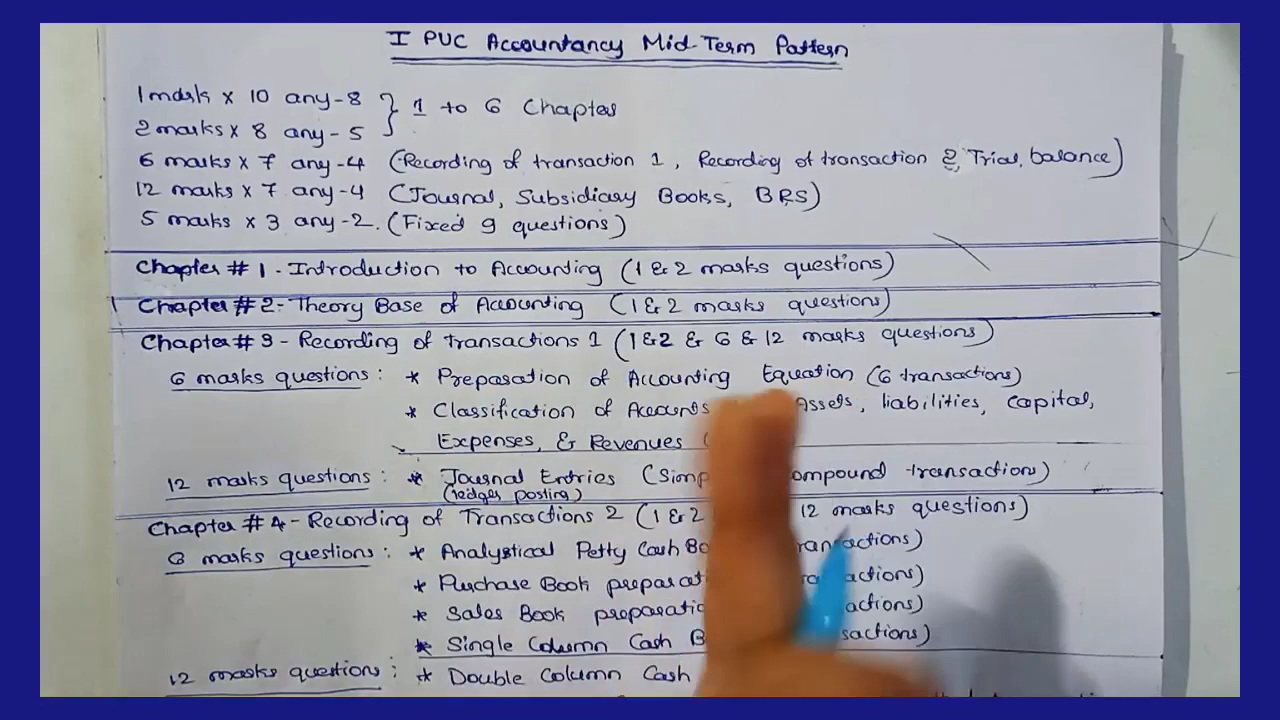 I PUC Accountancy Mid-Term Pattern
1mark x 10 any-8
2 marks x 8 any-5 } 1 to 6 Chapter
6 marks x 7 any-4 (Recording of transaction 1, Recording of transaction 2, Trial balance)
12 marks x 7 any-4 (Journal, Subsidiary Books, BRS)
5 marks x 3 any-2. (Fixed 9 questions)
Chapter # 1 - Introduction to Accounting (1 & 2 marks questions)
Chapter # 2 - Theory Base of Accounting (1 & 2 marks questions)
Chapter # 3 - Recording of transactions 1 (1&2 & 6 & 12 marks questions)
6 marks questions : * Preparation of Accounting Equation (6 transactions)
* Classification of Accounts Assets, liabilities, Capital,
Expenses, & Revenues (
12 marks questions : * Journal Entries (Simp ompound transaction)
(ledger posting)
Chapter # 4 - Recording of Transactions 2 (1 & 2 12 marks questions)
6 marks questions : * Analytical Petty Cash Bo ransactions)
* Purchase Book preparat actions)
* Sales Book preparatio actions)
* Single Column Cash B sactions)
12 marks questions : * Double Column Cash